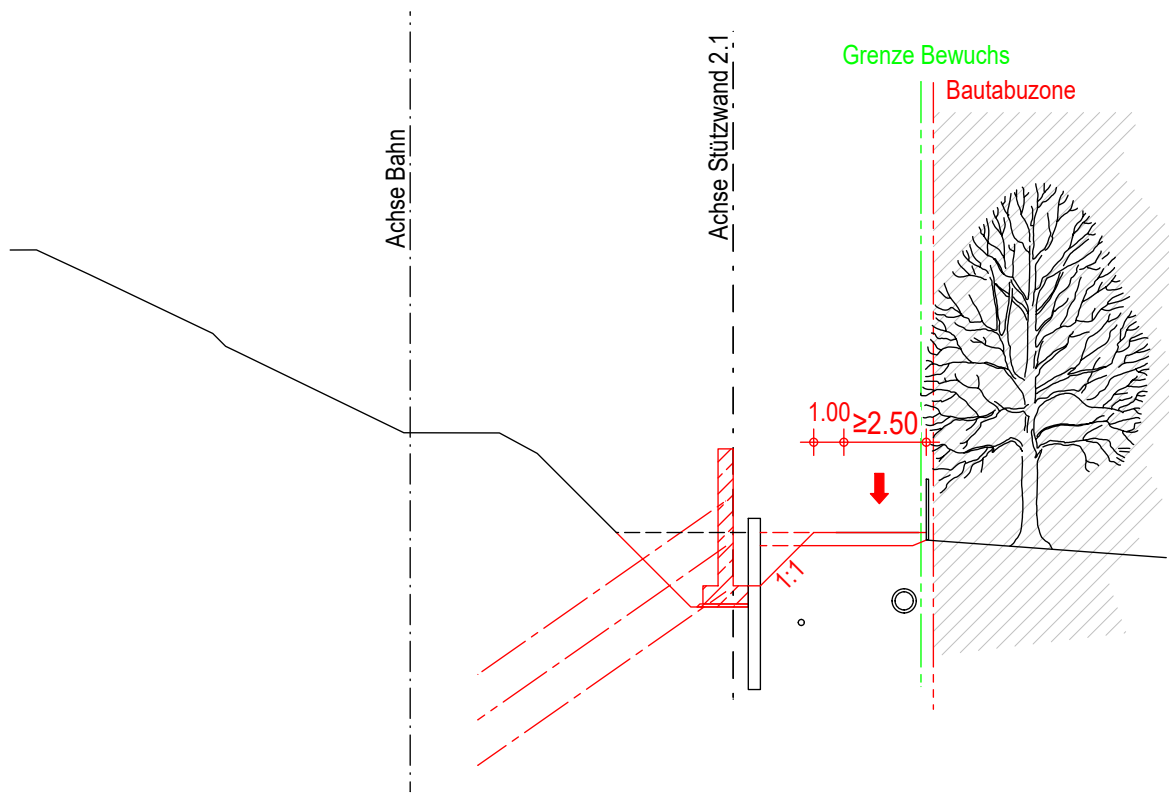 Achse Bahn
Achse Stützwand 2.1
Grenze Bewuchs
Bautabuzone
1.00
≥2.50
1:1